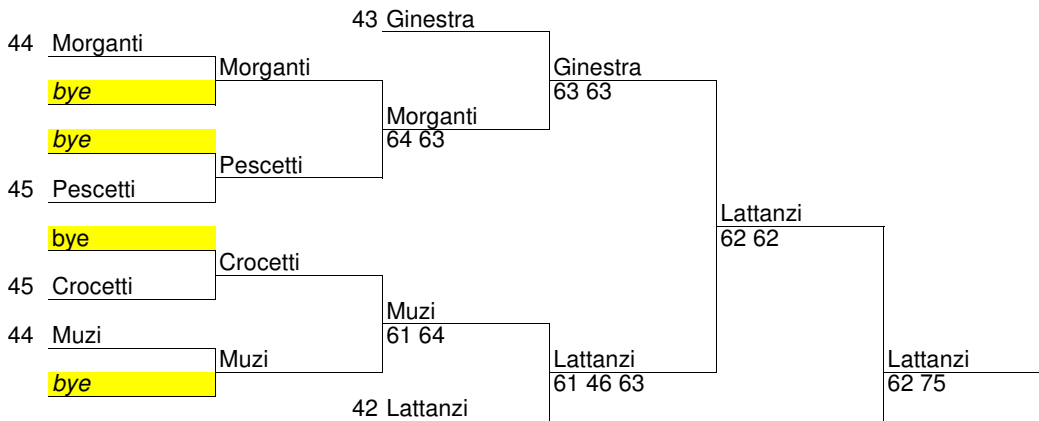 43 Ginestra
44 Morganti
Morganti
Ginestra
bye
63 63
Morganti
bye
64 63
Pescetti
45 Pescetti
Lattanzi
bye
62 62
Crocetti
45 Crocetti
Muzi
44 Muzi
61 64
Muzi
Lattanzi
Lattanzi
bye
61 46 63
62 75
42 Lattanzi